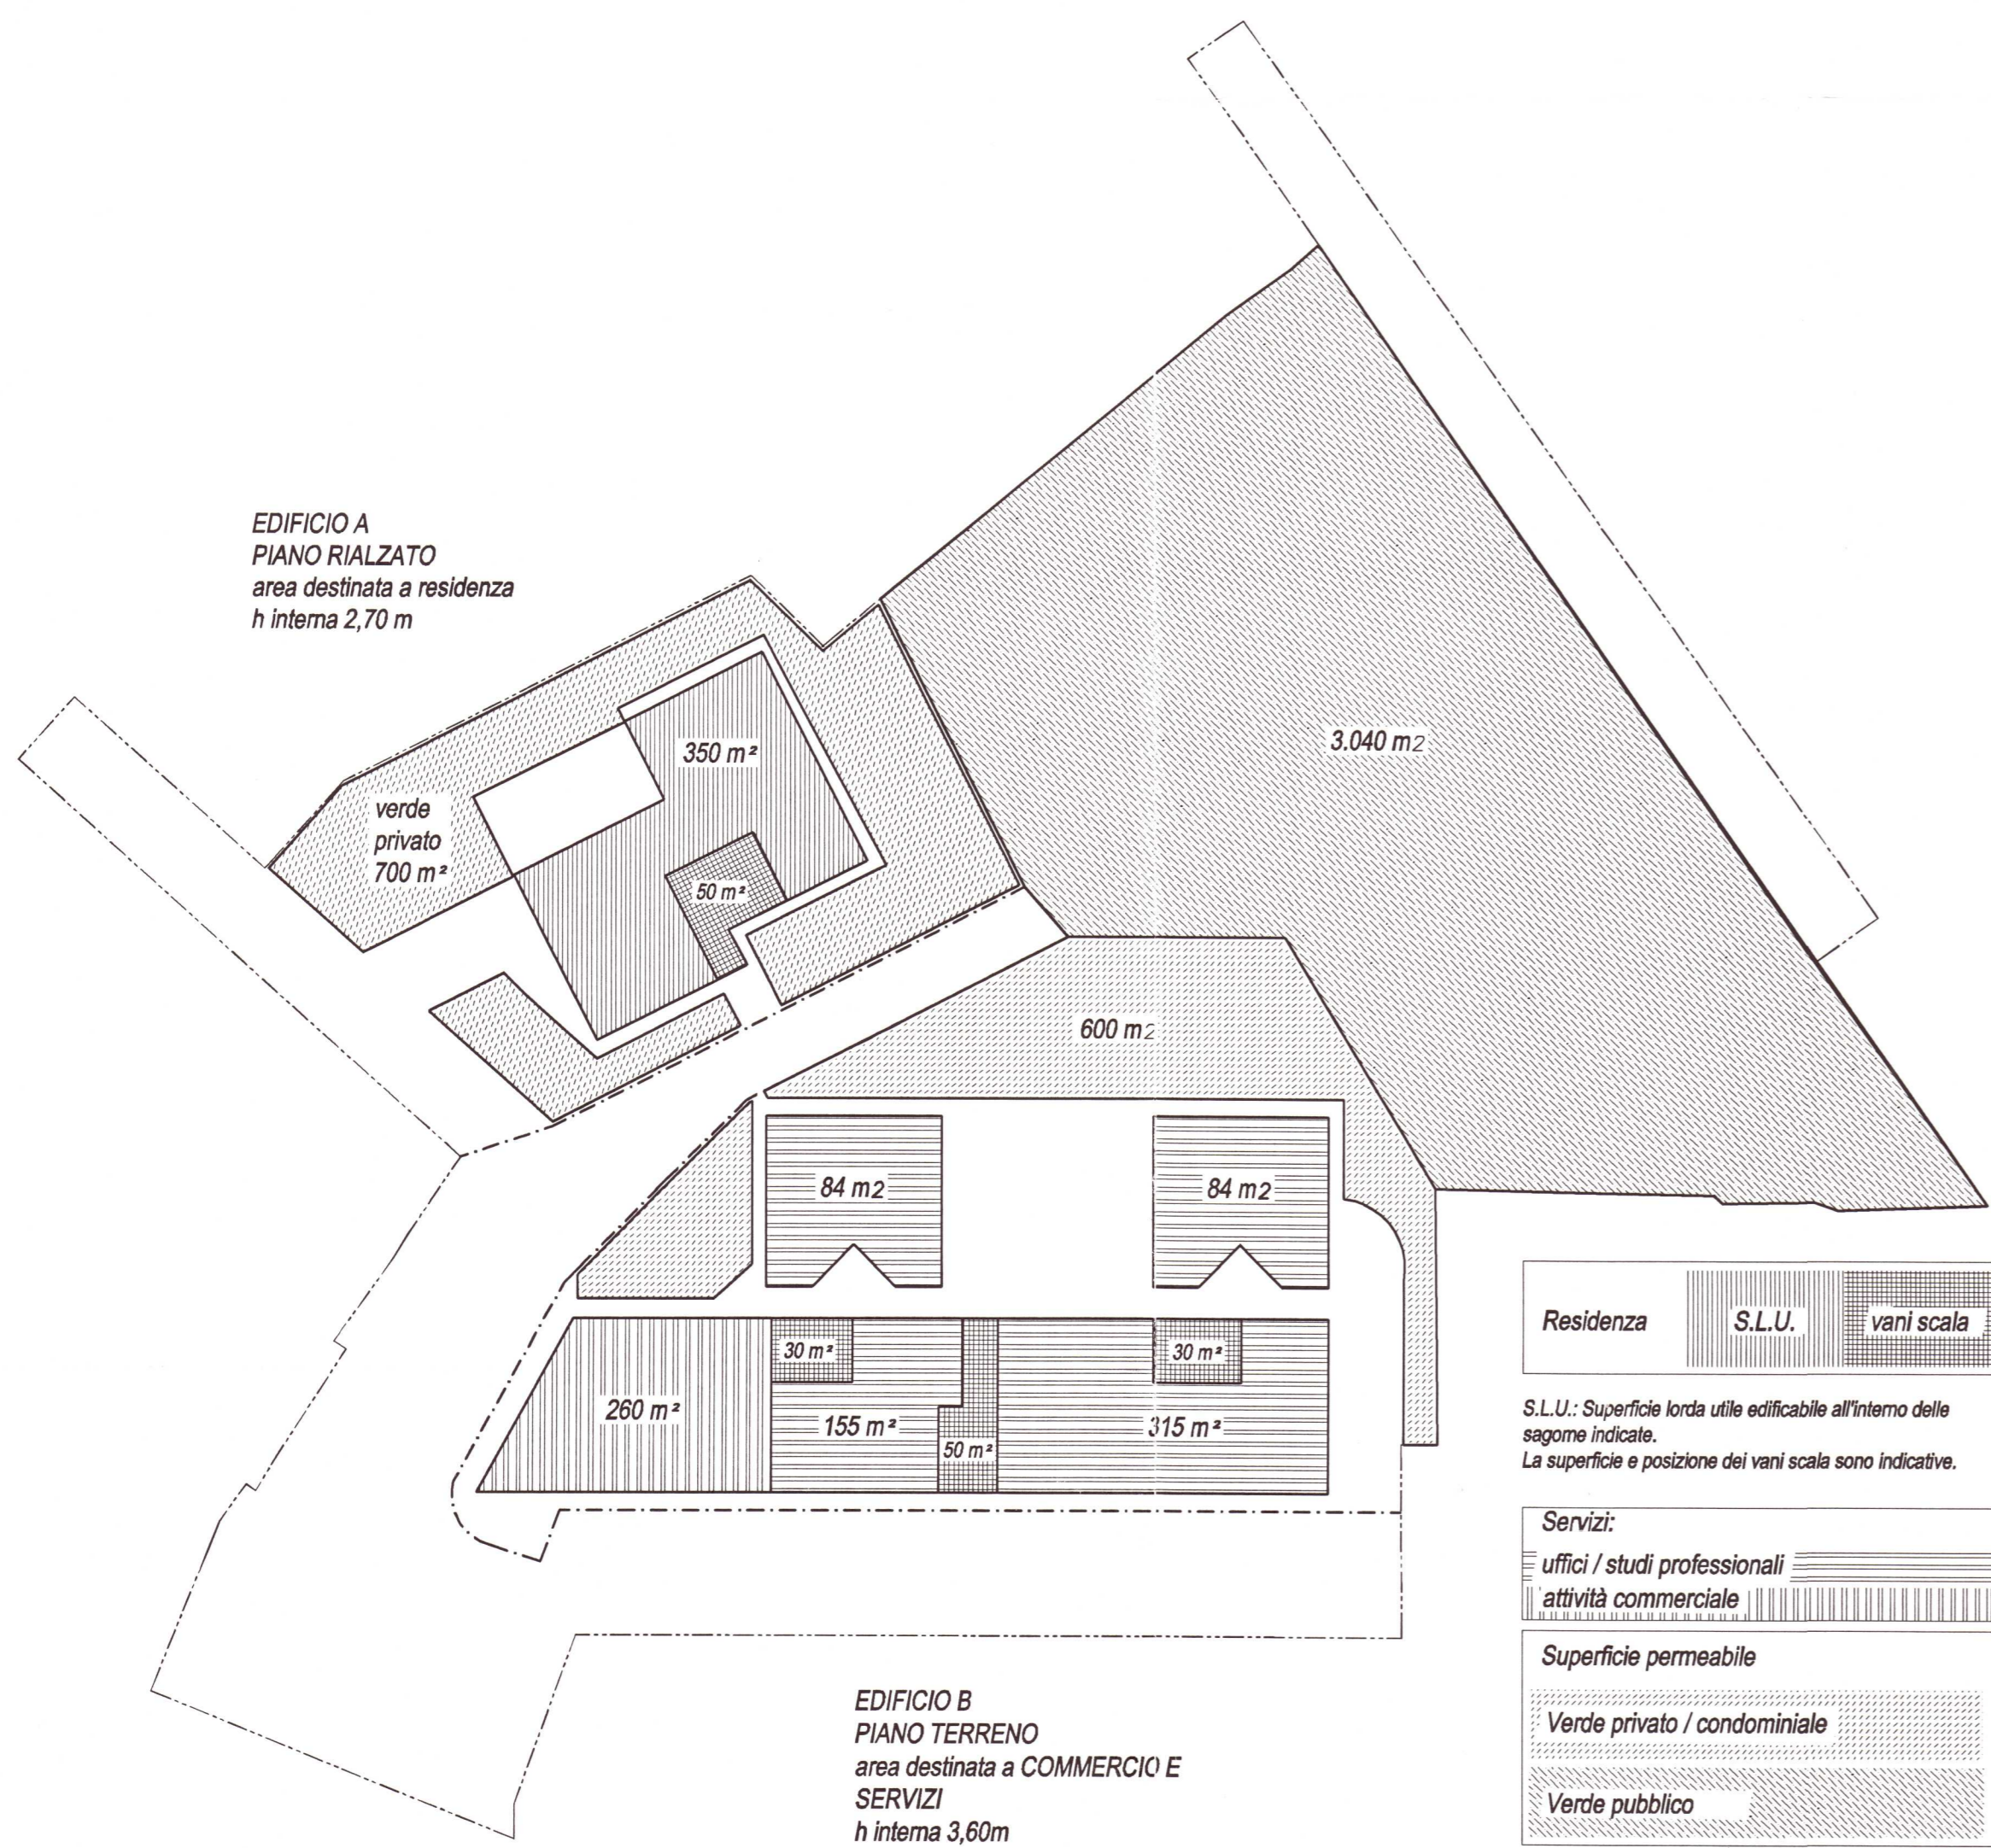 EDIFICIO A
PIANO RIALZATO
area destinata a residenza
h interna 2,70 m
3.040 m2
350 m²
verde
privato
700 m²
50 m²
600 m2
84 m2
84 m2
30 m²
30 m²
260 m²
155 m²
315 m²
50 m²
Residenza
S.L.U.
vani scala
S.L.U.: Superficie lorda utile edificabile all'interno delle
sagome indicate.
La superficie e posizione dei vani scala sono indicative.
Servizi:
uffici / studi professionali
attività commerciale
Superficie permeabile
Verde privato / condominiale
Verde pubblico
EDIFICIO B
PIANO TERRENO
area destinata a COMMERCIO E
SERVIZI
h interna 3,60m